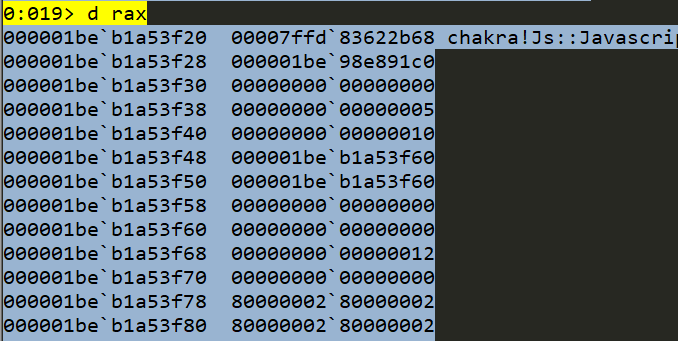 0:019> d rax
000001be`b1a53f20  00007ffd`83622b68 chakra!Js::Javascrip
000001be`b1a53f28  000001be`98e891c0
000001be`b1a53f30  00000000`00000000
000001be`b1a53f38  00000000`00000005
000001be`b1a53f40  00000000`00000010
000001be`b1a53f48  000001be`b1a53f60
000001be`b1a53f50  000001be`b1a53f60
000001be`b1a53f58  00000000`00000000
000001be`b1a53f60  00000000`00000000
000001be`b1a53f68  00000000`00000012
000001be`b1a53f70  00000000`00000000
000001be`b1a53f78  80000002`80000002
000001be`b1a53f80  80000002`80000002